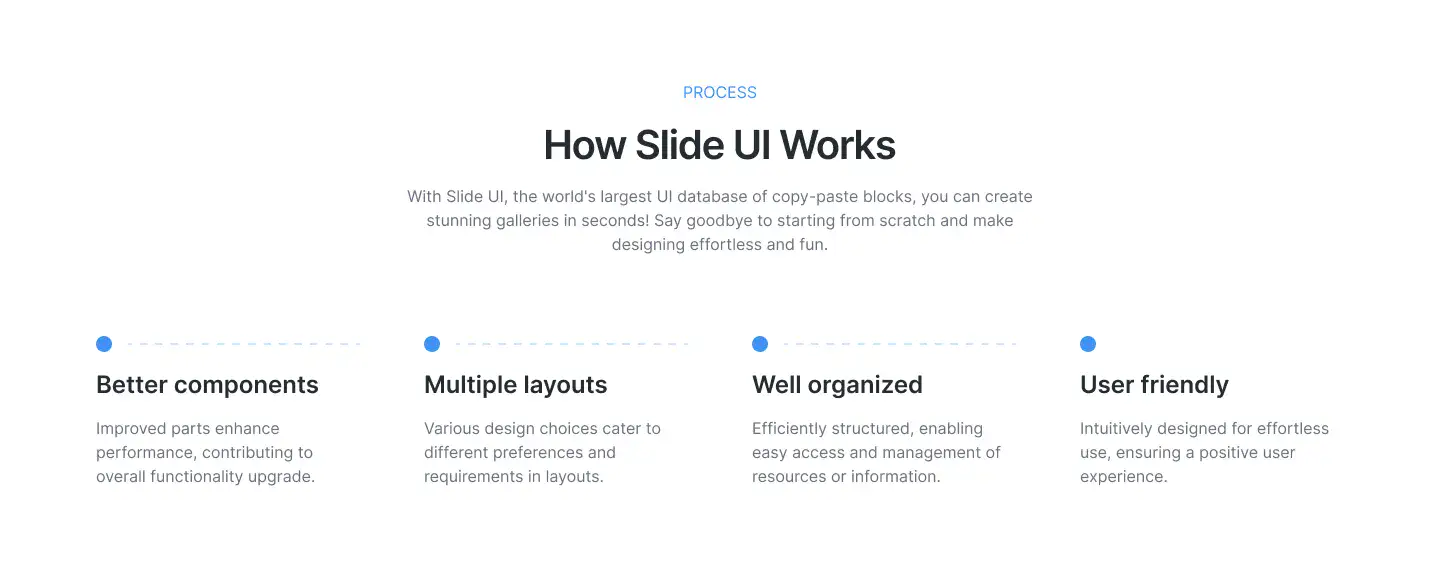 PROCESS
How Slide UI Works
With Slide UI, the world's largest UI database of copy-paste blocks, you can create
stunning galleries in seconds! Say goodbye to starting from scratch and make
designing effortless and fun.
Better components
Improved parts enhance
performance, contributing to
overall functionality upgrade.
Multiple layouts
Various design choices cater to
different preferences and
requirements in layouts.
Well organized
Efficiently structured, enabling
easy access and management of
resources or information.
User friendly
Intuitively designed for effortless
use, ensuring a positive user
experience.